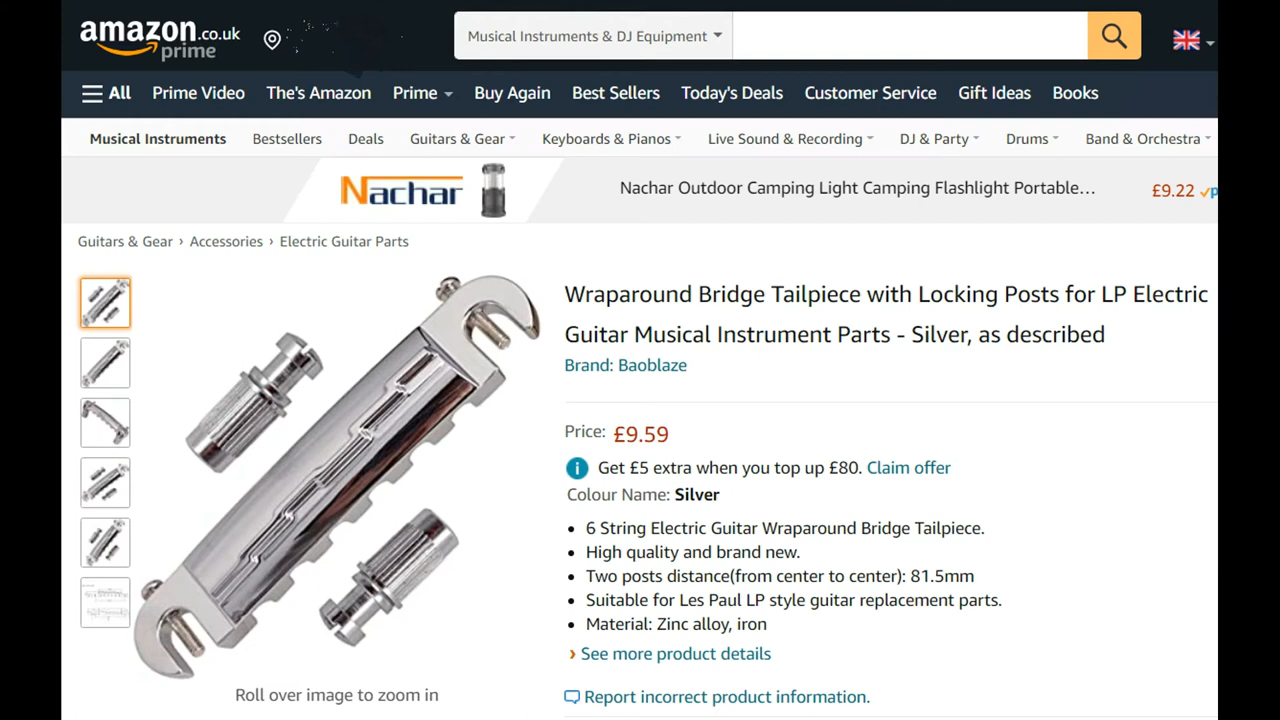 amazon.co.uk
prime
Musical Instruments & DJ Equipment
All Prime Video The's Amazon Prime Buy Again Best Sellers Today's Deals Customer Service Gift Ideas Books
Musical Instruments Bestsellers Deals Guitars & Gear Keyboards & Pianos Live Sound & Recording DJ & Party Drums Band & Orchestra
Nachar
Nachar Outdoor Camping Light Camping Flashlight Portable… £9.22
Guitars & Gear › Accessories › Electric Guitar Parts
Wraparound Bridge Tailpiece with Locking Posts for LP Electric
Guitar Musical Instrument Parts - Silver, as described
Brand: Baoblaze
Price: £9.59
Get £5 extra when you top up £80. Claim offer
Colour Name: Silver
6 String Electric Guitar Wraparound Bridge Tailpiece.
High quality and brand new.
Two posts distance(from center to center): 81.5mm
Suitable for Les Paul LP style guitar replacement parts.
Material: Zinc alloy, iron
› See more product details
Roll over image to zoom in
Report incorrect product information.